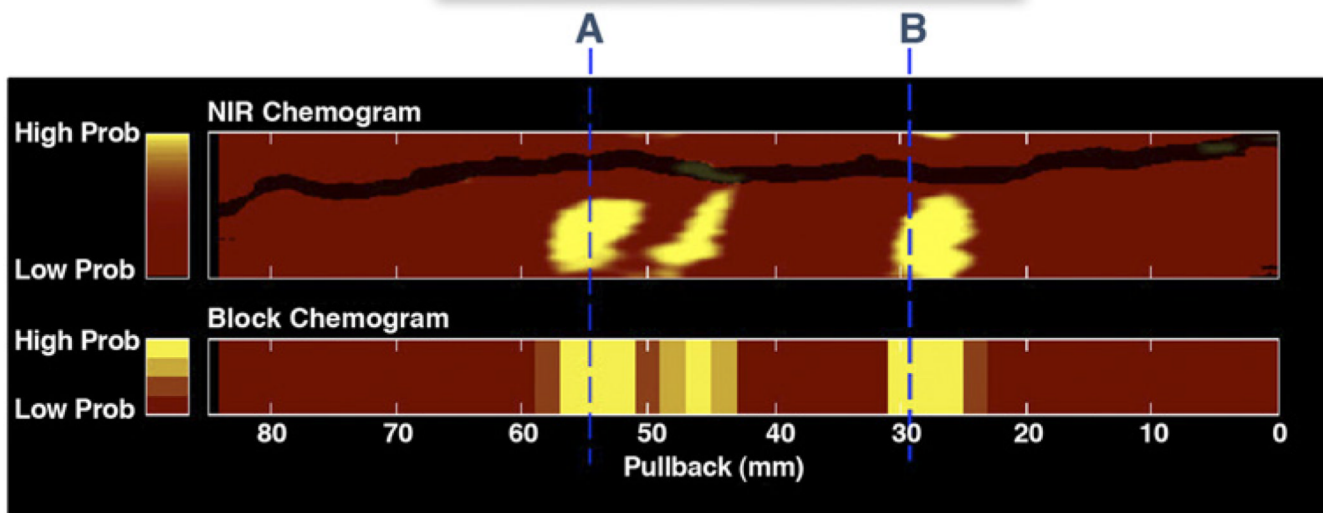 A B
NIR Chemogram
High Prob
Low Prob
Block Chemogram
High Prob
Low Prob
80 70 60 50 40 30 20 10 0
Pullback (mm)